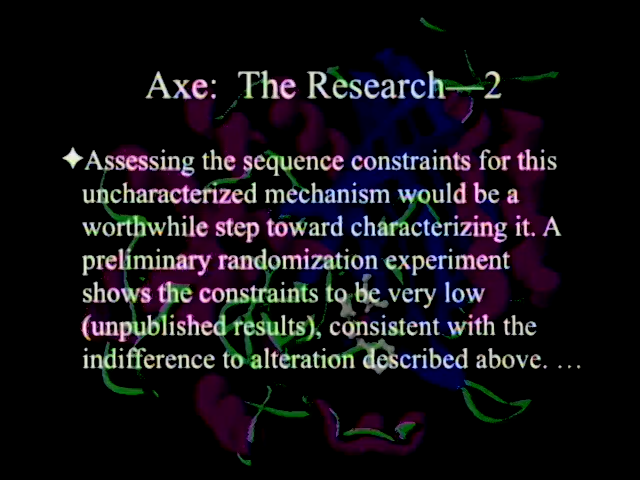 Axe: The Research—2
✦Assessing the sequence constraints for this
uncharacterized mechanism would be a
worthwhile step toward characterizing it. A
preliminary randomization experiment
shows the constraints to be very low
(unpublished results), consistent with the
indifference to alteration described above. …